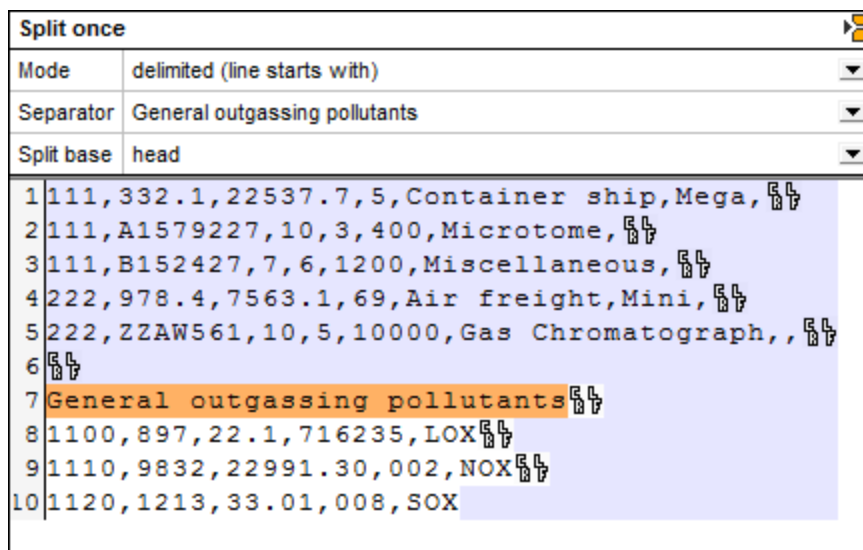 Split once
Mode delimited (line starts with)
Separator General outgassing pollutants
Split base head
1 111,332.1,22537.7,5,Container ship,Mega,␍␊
2 111,A1579227,10,3,400,Microtome,␍␊
3 111,B152427,7,6,1200,Miscellaneous,␍␊
4 222,978.4,7563.1,69,Air freight,Mini,␍␊
5 222,ZZAW561,10,5,10000,Gas Chromatograph,,␍␊
6 ␍␊
7 General outgassing pollutants␍␊
8 1100,897,22.1,716235,LOX␍␊
9 1110,9832,22991.30,002,NOX␍␊
10 1120,1213,33.01,008,SOX